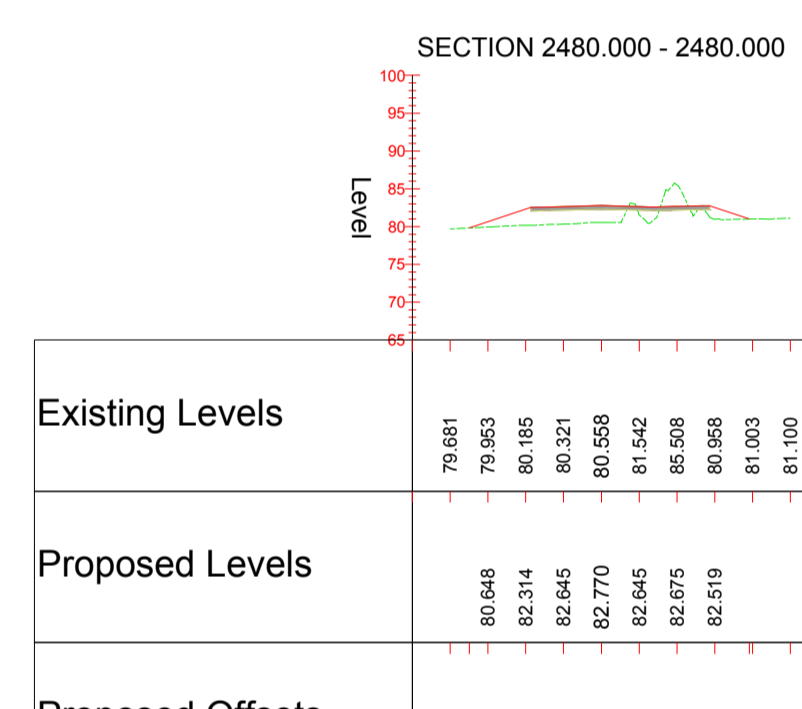 SECTION 2480.000 - 2480.000
100
95
90
85
80
75
70
65
Level
Existing Levels
79.681 79.953 80.185 80.321 80.558 81.542 85.508 80.958 81.003 81.100
Proposed Levels
80.648 82.314 82.645 82.770 82.645 82.675 82.519
Proposed Offsets